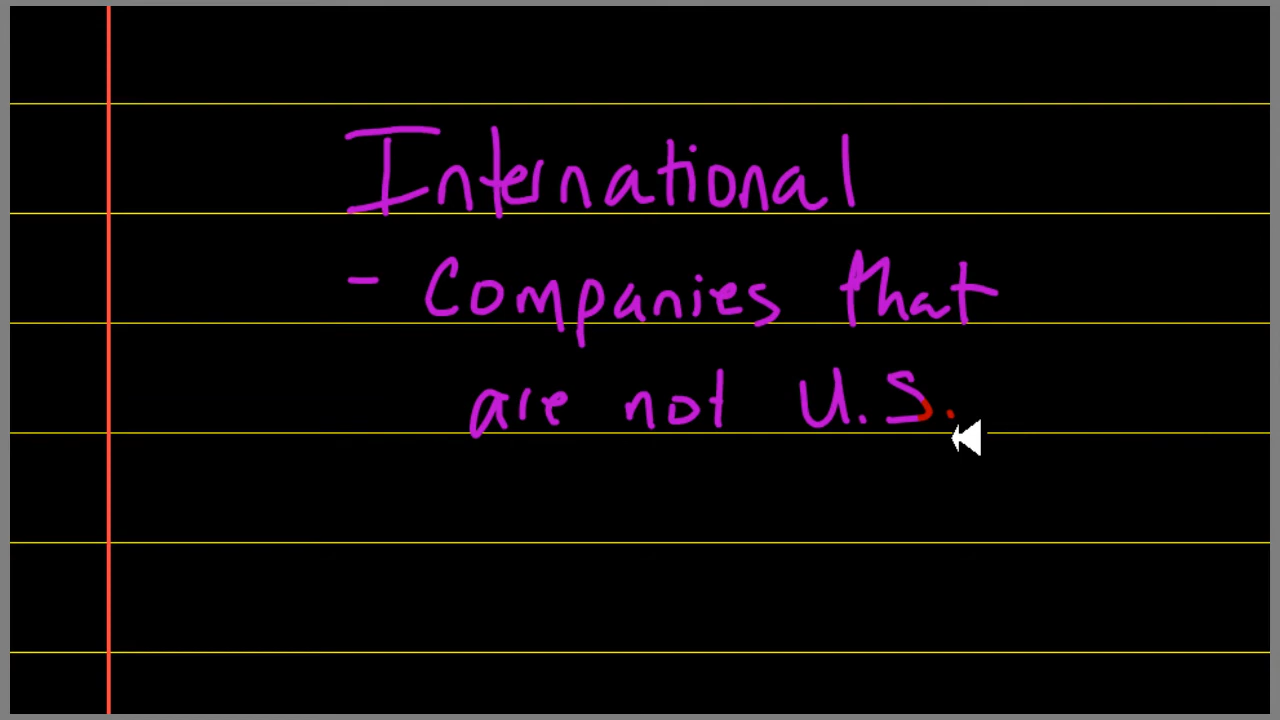 International
- Companies that
are not U.S.